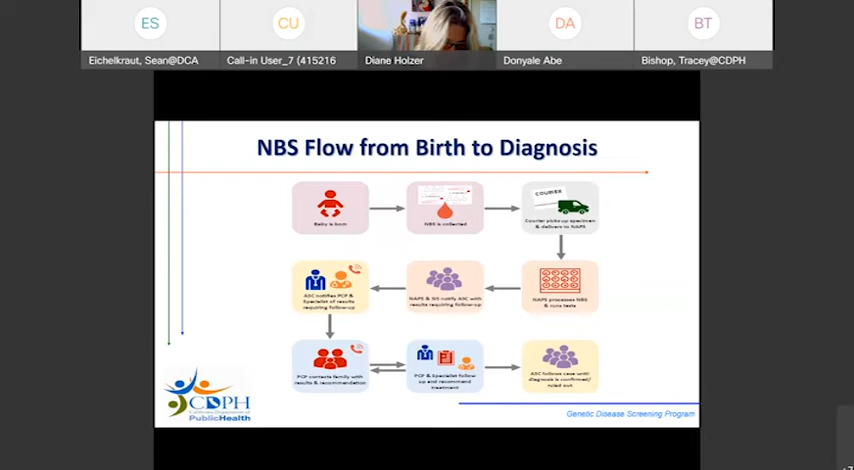 ES
CU
DA
BT
Eichelkraut, Sean@DCA
Call-in User_7 (415216
Diane Holzer
Donyale Abe
Bishop, Tracey@CDPH
NBS Flow from Birth to Diagnosis
Baby is born
NBS is collected
COURIER
Courier picks up specimen
& delivers to NAPS
ASC notifies PCP &
Specialist of results
requiring follow-up
NAPS & SIS notify ASC with
results requiring follow-up
NAPS processes NBS
& runs tests
PCP contacts family with
results & recommendation
PCP & Specialist follow
up and recommend
treatment
ASC follows case until
diagnosis is confirmed/
ruled out
CDPH
California Department of
PublicHealth
Genetic Disease Screening Program